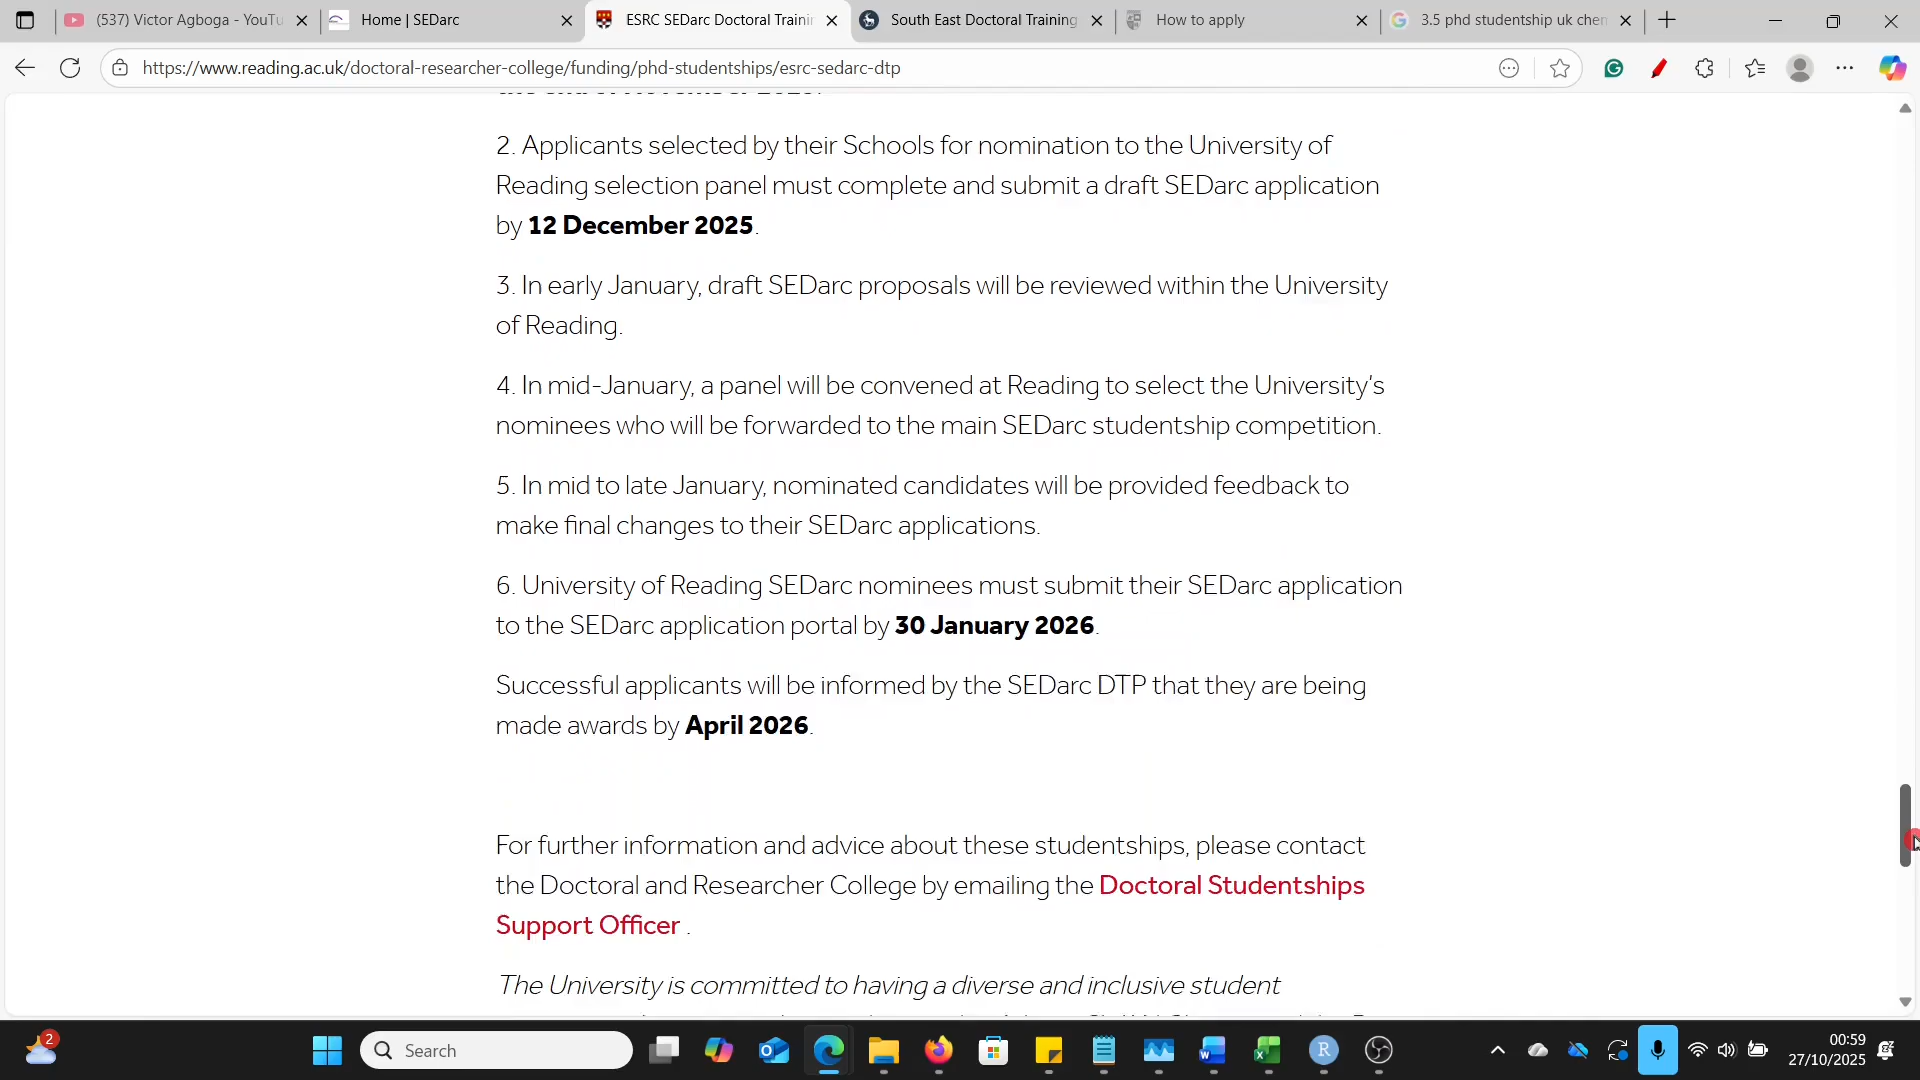 (537) Victor Agboga - YouTu
Home | SEDarc
ESRC SEDarc Doctoral Trainin
South East Doctoral Training
How to apply
3.5 phd studentship uk chem
https://www.reading.ac.uk/doctoral-researcher-college/funding/phd-studentships/esrc-sedarc-dtp
2. Applicants selected by their Schools for nomination to the University of
Reading selection panel must complete and submit a draft SEDarc application
by 12 December 2025.
3. In early January, draft SEDarc proposals will be reviewed within the University
of Reading.
4. In mid-January, a panel will be convened at Reading to select the University's
nominees who will be forwarded to the main SEDarc studentship competition.
5. In mid to late January, nominated candidates will be provided feedback to
make final changes to their SEDarc applications.
6. University of Reading SEDarc nominees must submit their SEDarc application
to the SEDarc application portal by 30 January 2026.
Successful applicants will be informed by the SEDarc DTP that they are being
made awards by April 2026.
For further information and advice about these studentships, please contact
the Doctoral and Researcher College by emailing the Doctoral Studentships
Support Officer .
The University is committed to having a diverse and inclusive student
2
Search
00:59
27/10/2025